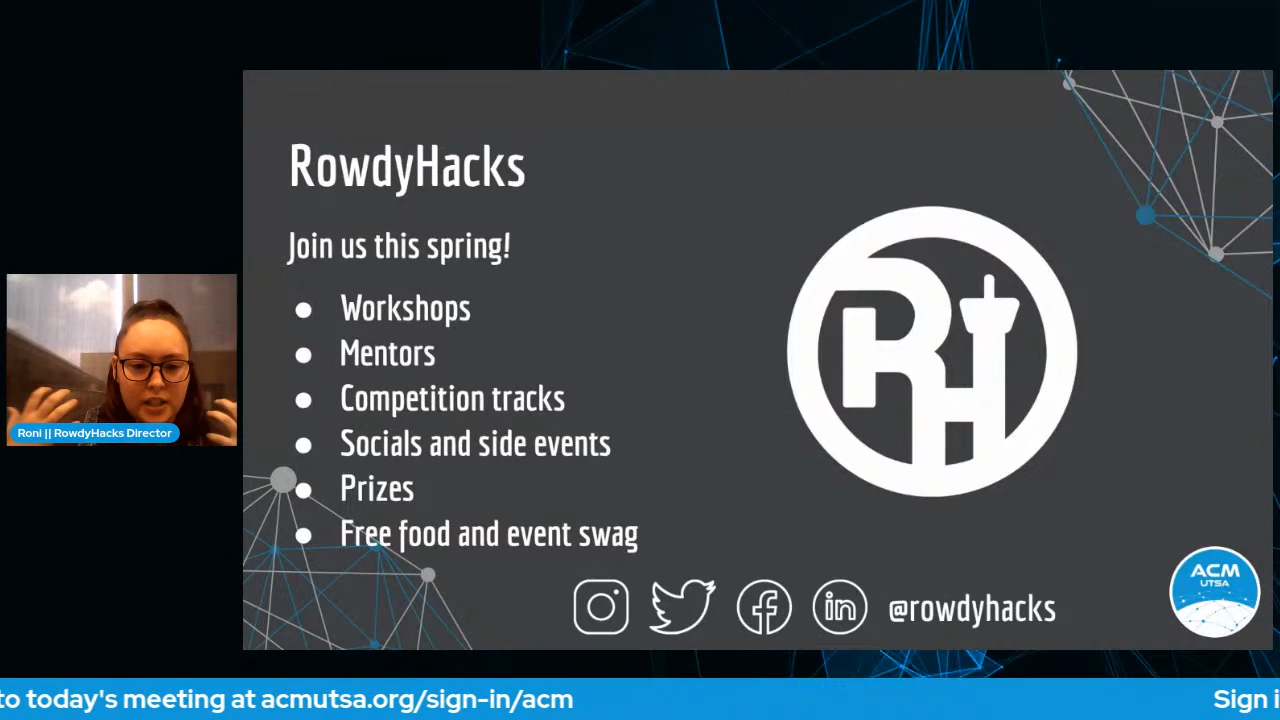 RowdyHacks
Join us this spring!
● Workshops
● Mentors
● Competition tracks
● Socials and side events
● Prizes
● Free food and event swag
RH
@rowdyhacks
ACM
UTSA
Roni || RowdyHacks Director
to today's meeting at acmutsa.org/sign-in/acm
Sign i